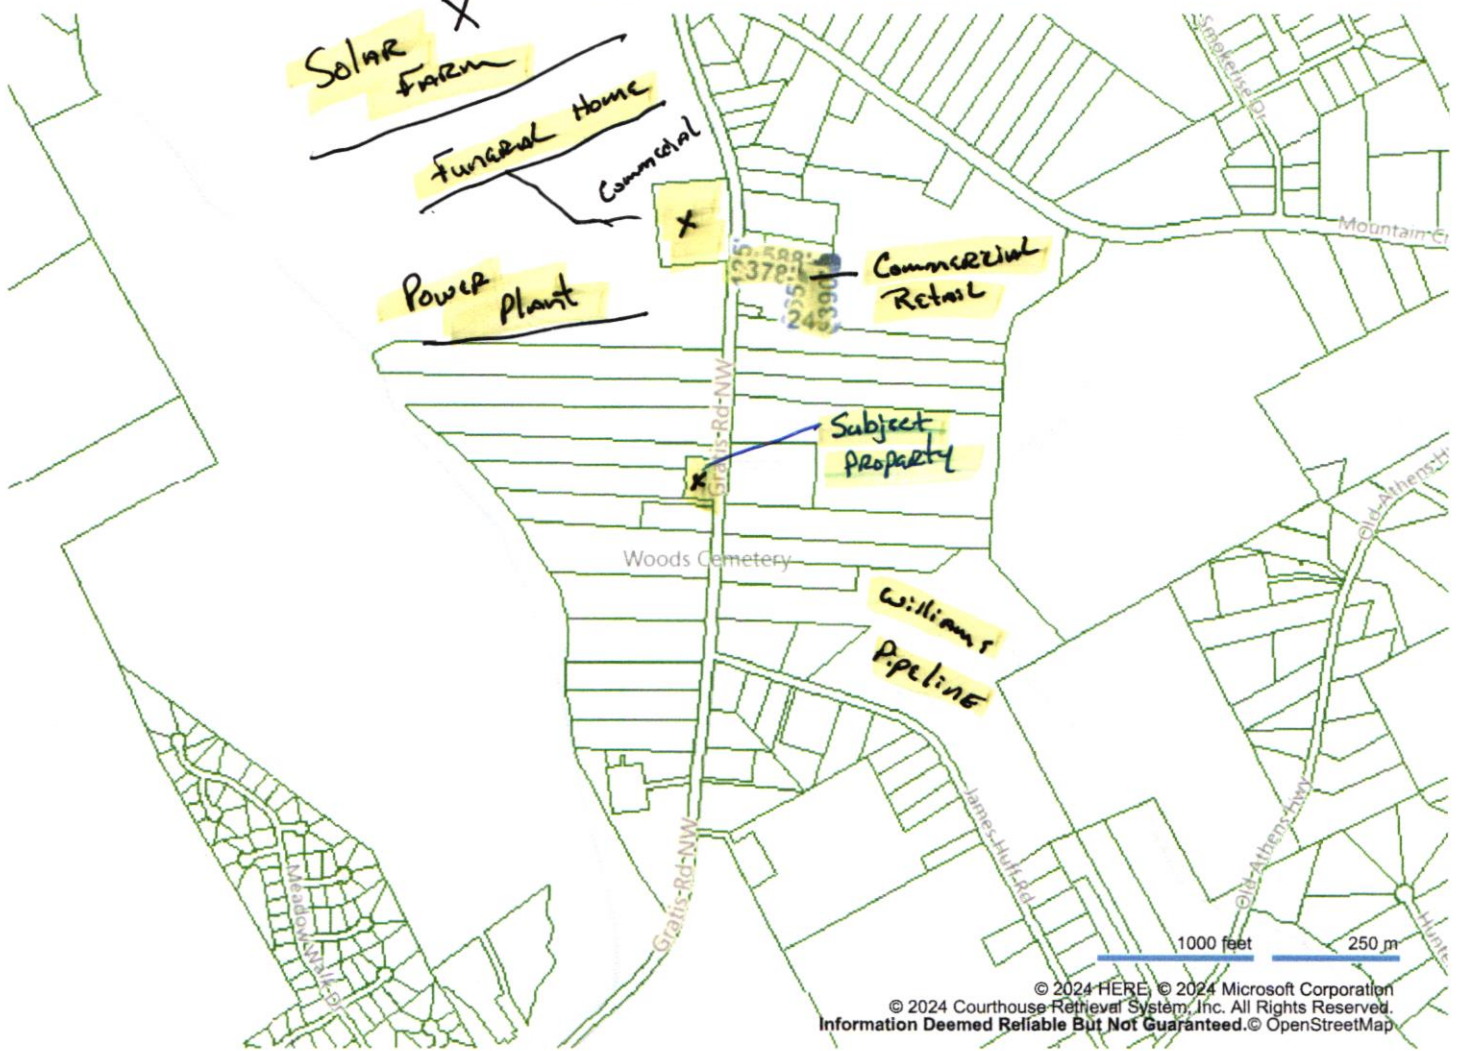 X
Solar
Farm
Funeral Home
Commercial
X
Power
Plant
Commercial
Retail
Smokerise Dr
Mountain Cr
Gratis-Rd-NW
Subject
Property
X
Old-Athens-H
Woods Cemetery
Williams
Pipeline
James-Huff-Rd
Old-Athens-Hwy
Gratis-Rd-NW
Meadow Walk Dr
Hunte
1000 feet
250 m
© 2024 HERE, © 2024 Microsoft Corporation
© 2024 Courthouse Retrieval System, Inc. All Rights Reserved.
Information Deemed Reliable But Not Guaranteed.© OpenStreetMap